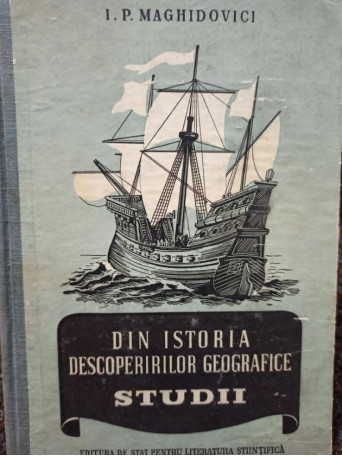 I. P. MAGHIDOVICI
DIN ISTORIA
DESCOPERIRILOR GEOGRAFICE
STUDII
EDITURA DE STAT PENTRU LITERATURA ȘTIINȚIFICĂ